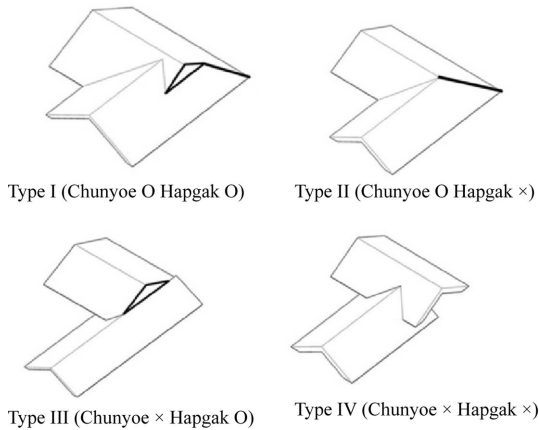 Type I (Chunyoe O Hapgak O)
Type II (Chunyoe O Hapgak ×)
Type III (Chunyoe × Hapgak O)
Type IV (Chunyoe × Hapgak ×)